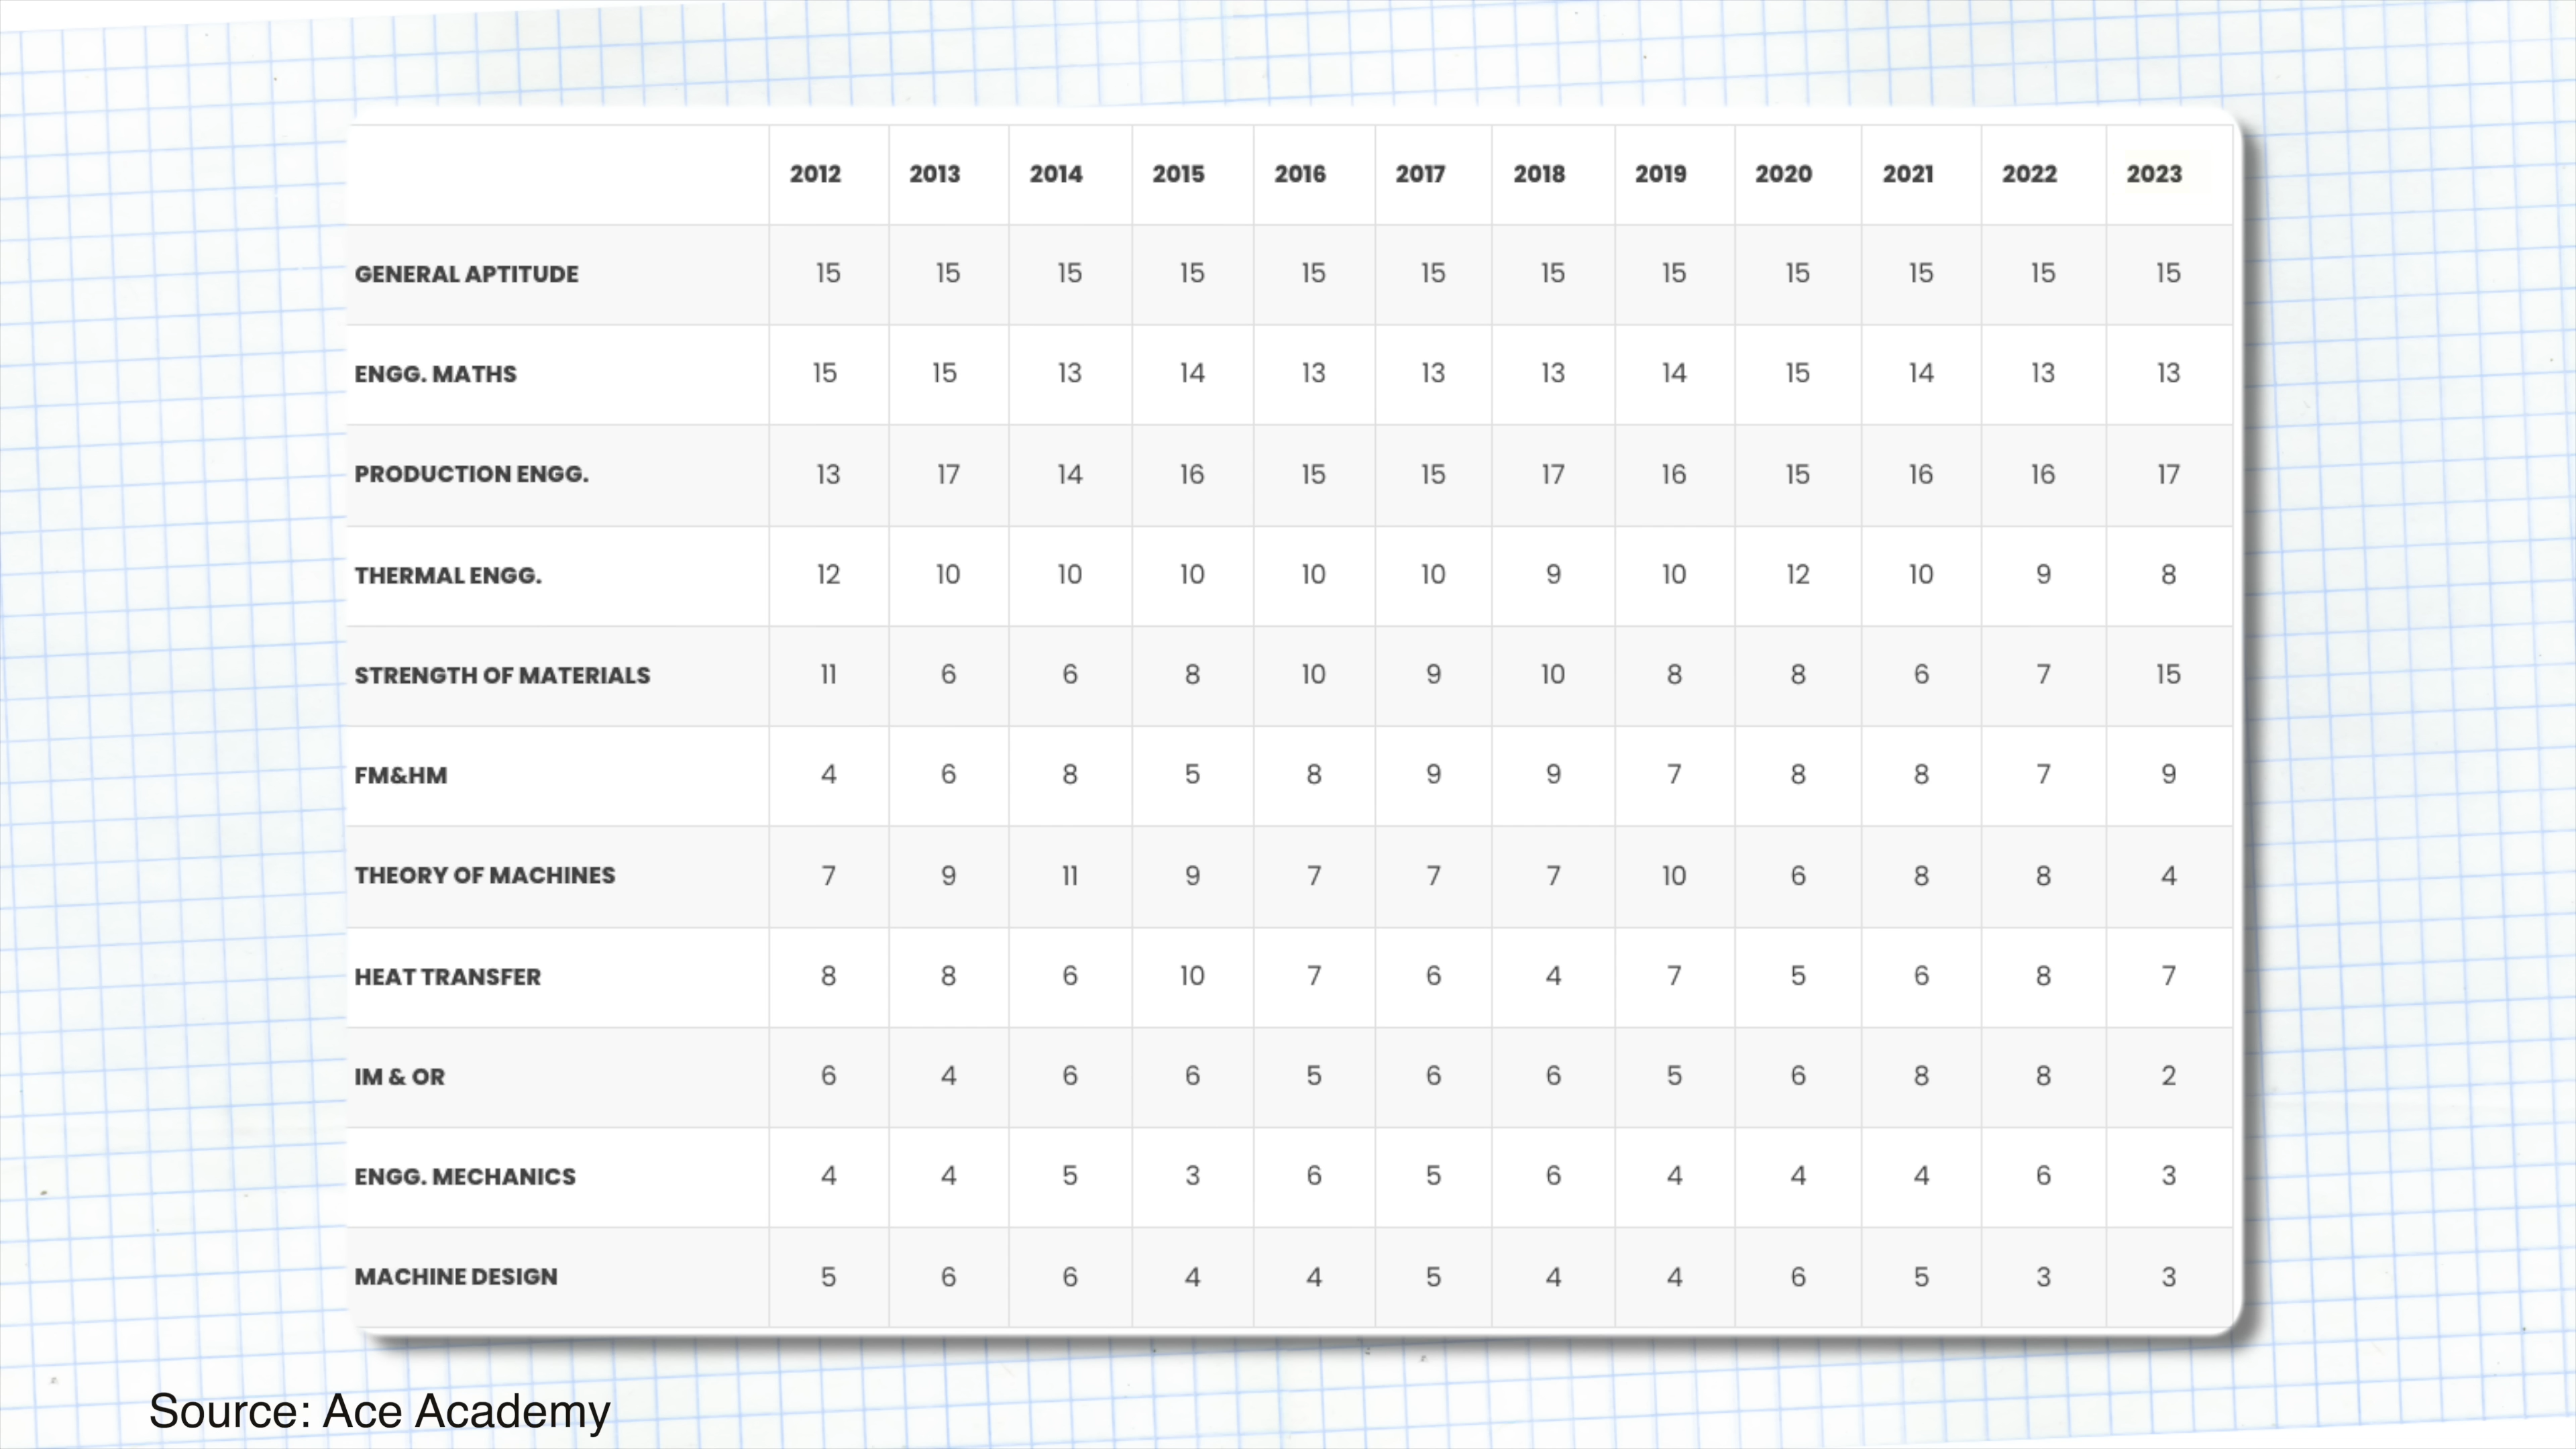 2012 2013 2014 2015 2016 2017 2018 2019 2020 2021 2022 2023
GENERAL APTITUDE 15 15 15 15 15 15 15 15 15 15 15 15
ENGG. MATHS 15 15 13 14 13 13 13 14 15 14 13 13
PRODUCTION ENGG. 13 17 14 16 15 15 17 16 15 16 16 17
THERMAL ENGG. 12 10 10 10 10 10 9 10 12 10 9 8
STRENGTH OF MATERIALS 11 6 6 8 10 9 10 8 8 6 7 15
FM&HM 4 6 8 5 8 9 9 7 8 8 7 9
THEORY OF MACHINES 7 9 11 9 7 7 7 10 6 8 8 4
HEAT TRANSFER 8 8 6 10 7 6 4 7 5 6 8 7
IM & OR 6 4 6 6 5 6 6 5 6 8 8 2
ENGG. MECHANICS 4 4 5 3 6 5 6 4 4 4 6 3
MACHINE DESIGN 5 6 6 4 4 5 4 4 6 5 3 3
Source: Ace Academy